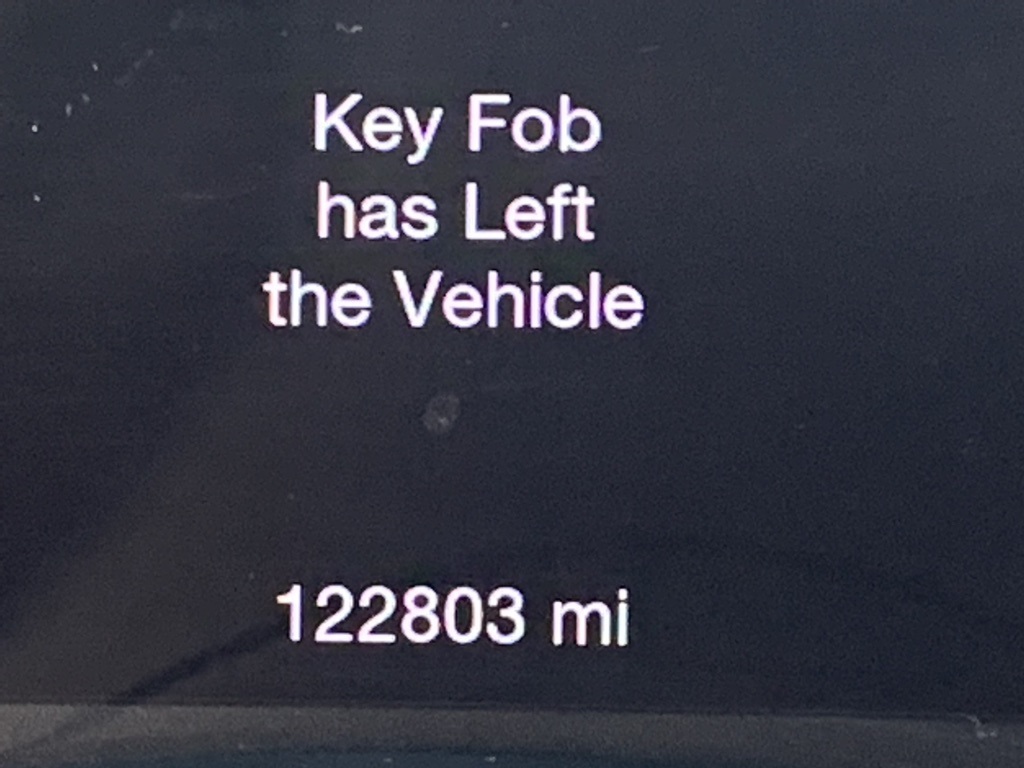 Key Fob
has Left
the Vehicle
122803 mi